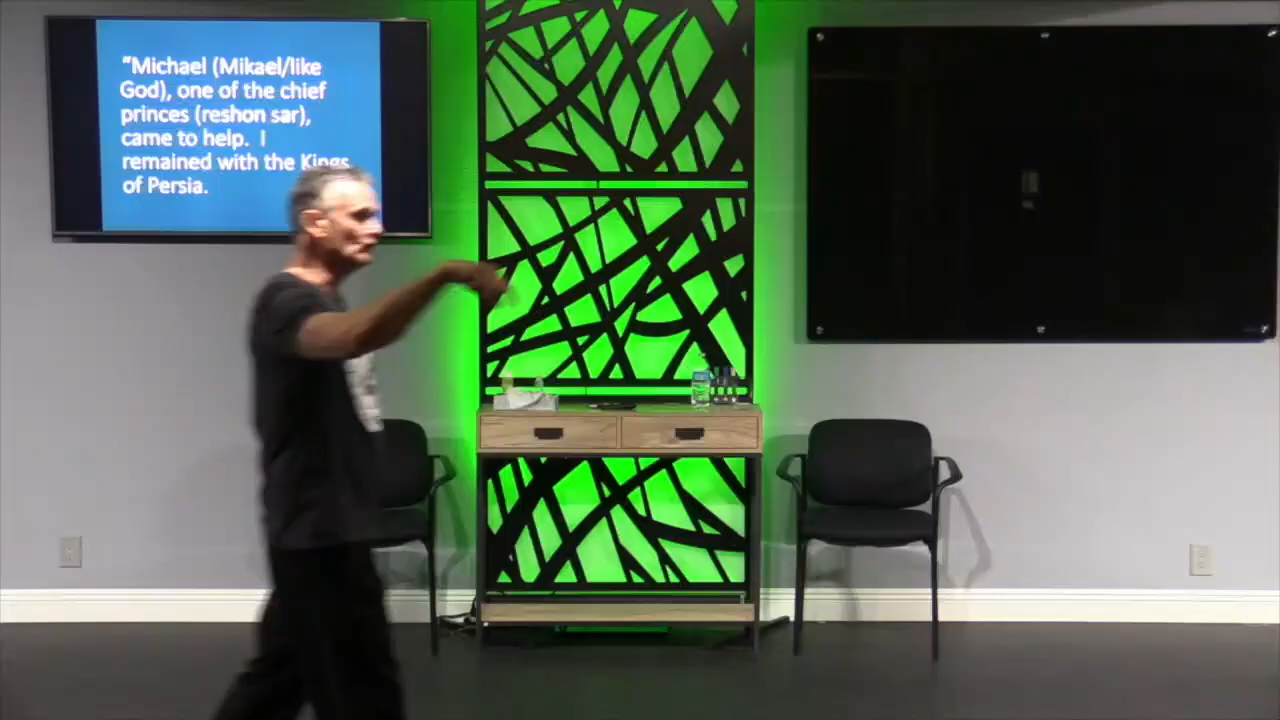 "Michael (Mikael/like
God), one of the chief
princes (reshon sar),
came to help.  I
remained with the Kings
of Persia.